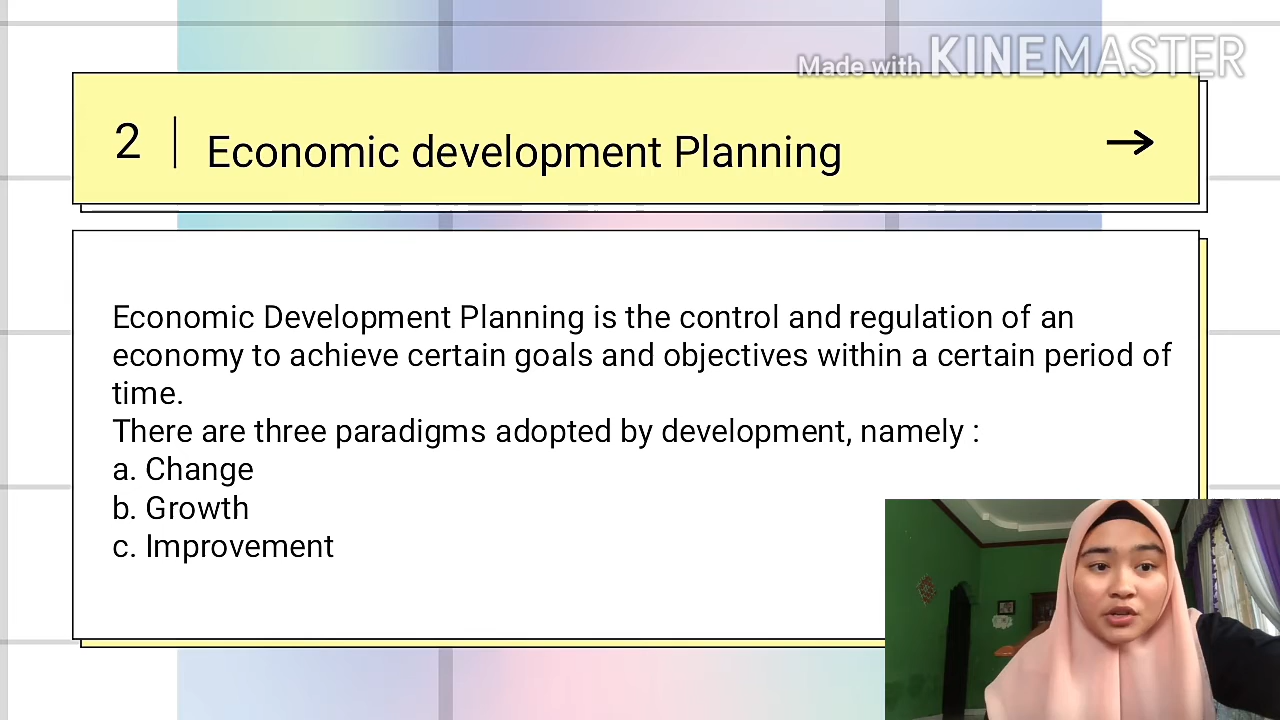 Made with KINEMASTER
2 Economic development Planning →
Economic Development Planning is the control and regulation of an
economy to achieve certain goals and objectives within a certain period of
time.
There are three paradigms adopted by development, namely :
a. Change
b. Growth
c. Improvement